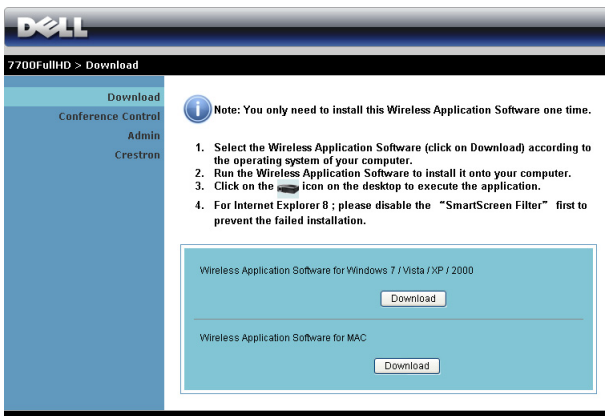 DELL
7700FullHD > Download
Download
Conference Control
Admin
Crestron
Note: You only need to install this Wireless Application Software one time.
1. Select the Wireless Application Software (click on Download) according to
the operating system of your computer.
2. Run the Wireless Application Software to install it onto your computer.
3. Click on the icon on the desktop to execute the application.
4. For Internet Explorer 8 ; please disable the “SmartScreen Filter” first to
prevent the failed installation.
Wireless Application Software for Windows 7 / Vista / XP / 2000
Download
Wireless Application Software for MAC
Download